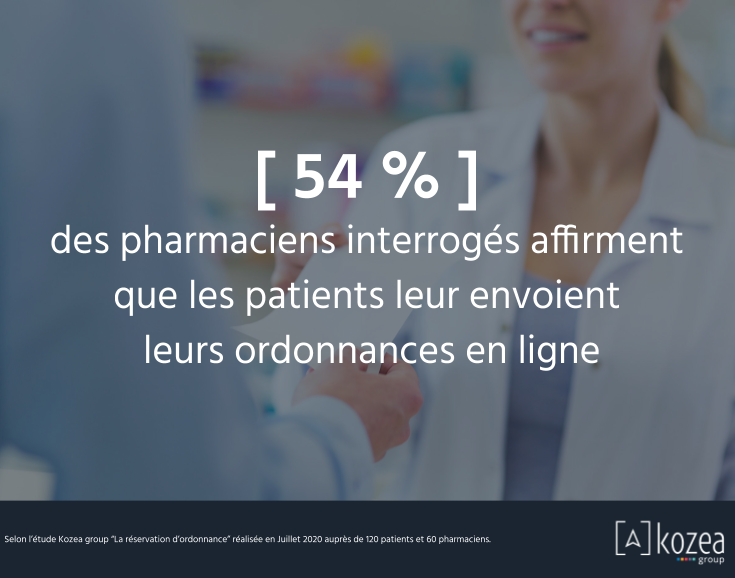 [ 54 % ]
des pharmaciens interrogés affirment
que les patients leur envoient
leurs ordonnances en ligne
Selon l’étude Kozea group “La réservation d’ordonnance” réalisée en Juillet 2020 auprès de 120 patients et 60 pharmaciens.
[A] kozea
group